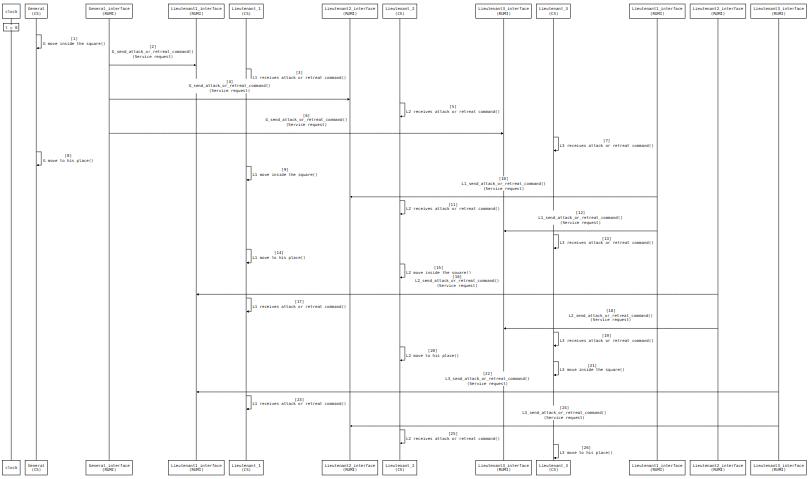 clock
General
(CS)
General_interface
(RUMI)
Lieutenant1_interface
(RUMI)
Lieutenant_1
(CS)
Lieutenant2_interface
(RUMI)
Lieutenant_2
(CS)
Lieutenant3_interface
(RUMI)
Lieutenant_3
(CS)
Lieutenant1_interface
(RUMI)
Lieutenant2_interface
(RUMI)
Lieutenant3_interface
(RUMI)
t = 0
[1]
G move inside the square()
[2]
G_send_attack_or_retreat_command()
(Service request)
[3]
L1 receives attack or retreat command()
[4]
G_send_attack_or_retreat_command()
(Service request)
[5]
L2 receives attack or retreat command()
[6]
G_send_attack_or_retreat_command()
(Service request)
[7]
L3 receives attack or retreat command()
[8]
G move to his place()
[9]
L1 move inside the square()
[10]
L1_send_attack_or_retreat_command()
(Service request)
[11]
L2 receives attack or retreat command()
[12]
L1_send_attack_or_retreat_command()
(Service request)
[13]
L3 receives attack or retreat command()
[14]
L1 move to his place()
[15]
L2 move inside the square()
[16]
L2_send_attack_or_retreat_command()
(Service request)
[17]
L1 receives attack or retreat command()
[18]
L2_send_attack_or_retreat_command()
(Service request)
[19]
L3 receives attack or retreat command()
[20]
L2 move to his place()
[21]
L3 move inside the square()
[22]
L3_send_attack_or_retreat_command()
(Service request)
[23]
L1 receives attack or retreat command()
[24]
L3_send_attack_or_retreat_command()
(Service request)
[25]
L2 receives attack or retreat command()
[26]
L3 move to his place()
clock
General
(CS)
General_interface
(RUMI)
Lieutenant1_interface
(RUMI)
Lieutenant_1
(CS)
Lieutenant2_interface
(RUMI)
Lieutenant_2
(CS)
Lieutenant3_interface
(RUMI)
Lieutenant_3
(CS)
Lieutenant1_interface
(RUMI)
Lieutenant2_interface
(RUMI)
Lieutenant3_interface
(RUMI)